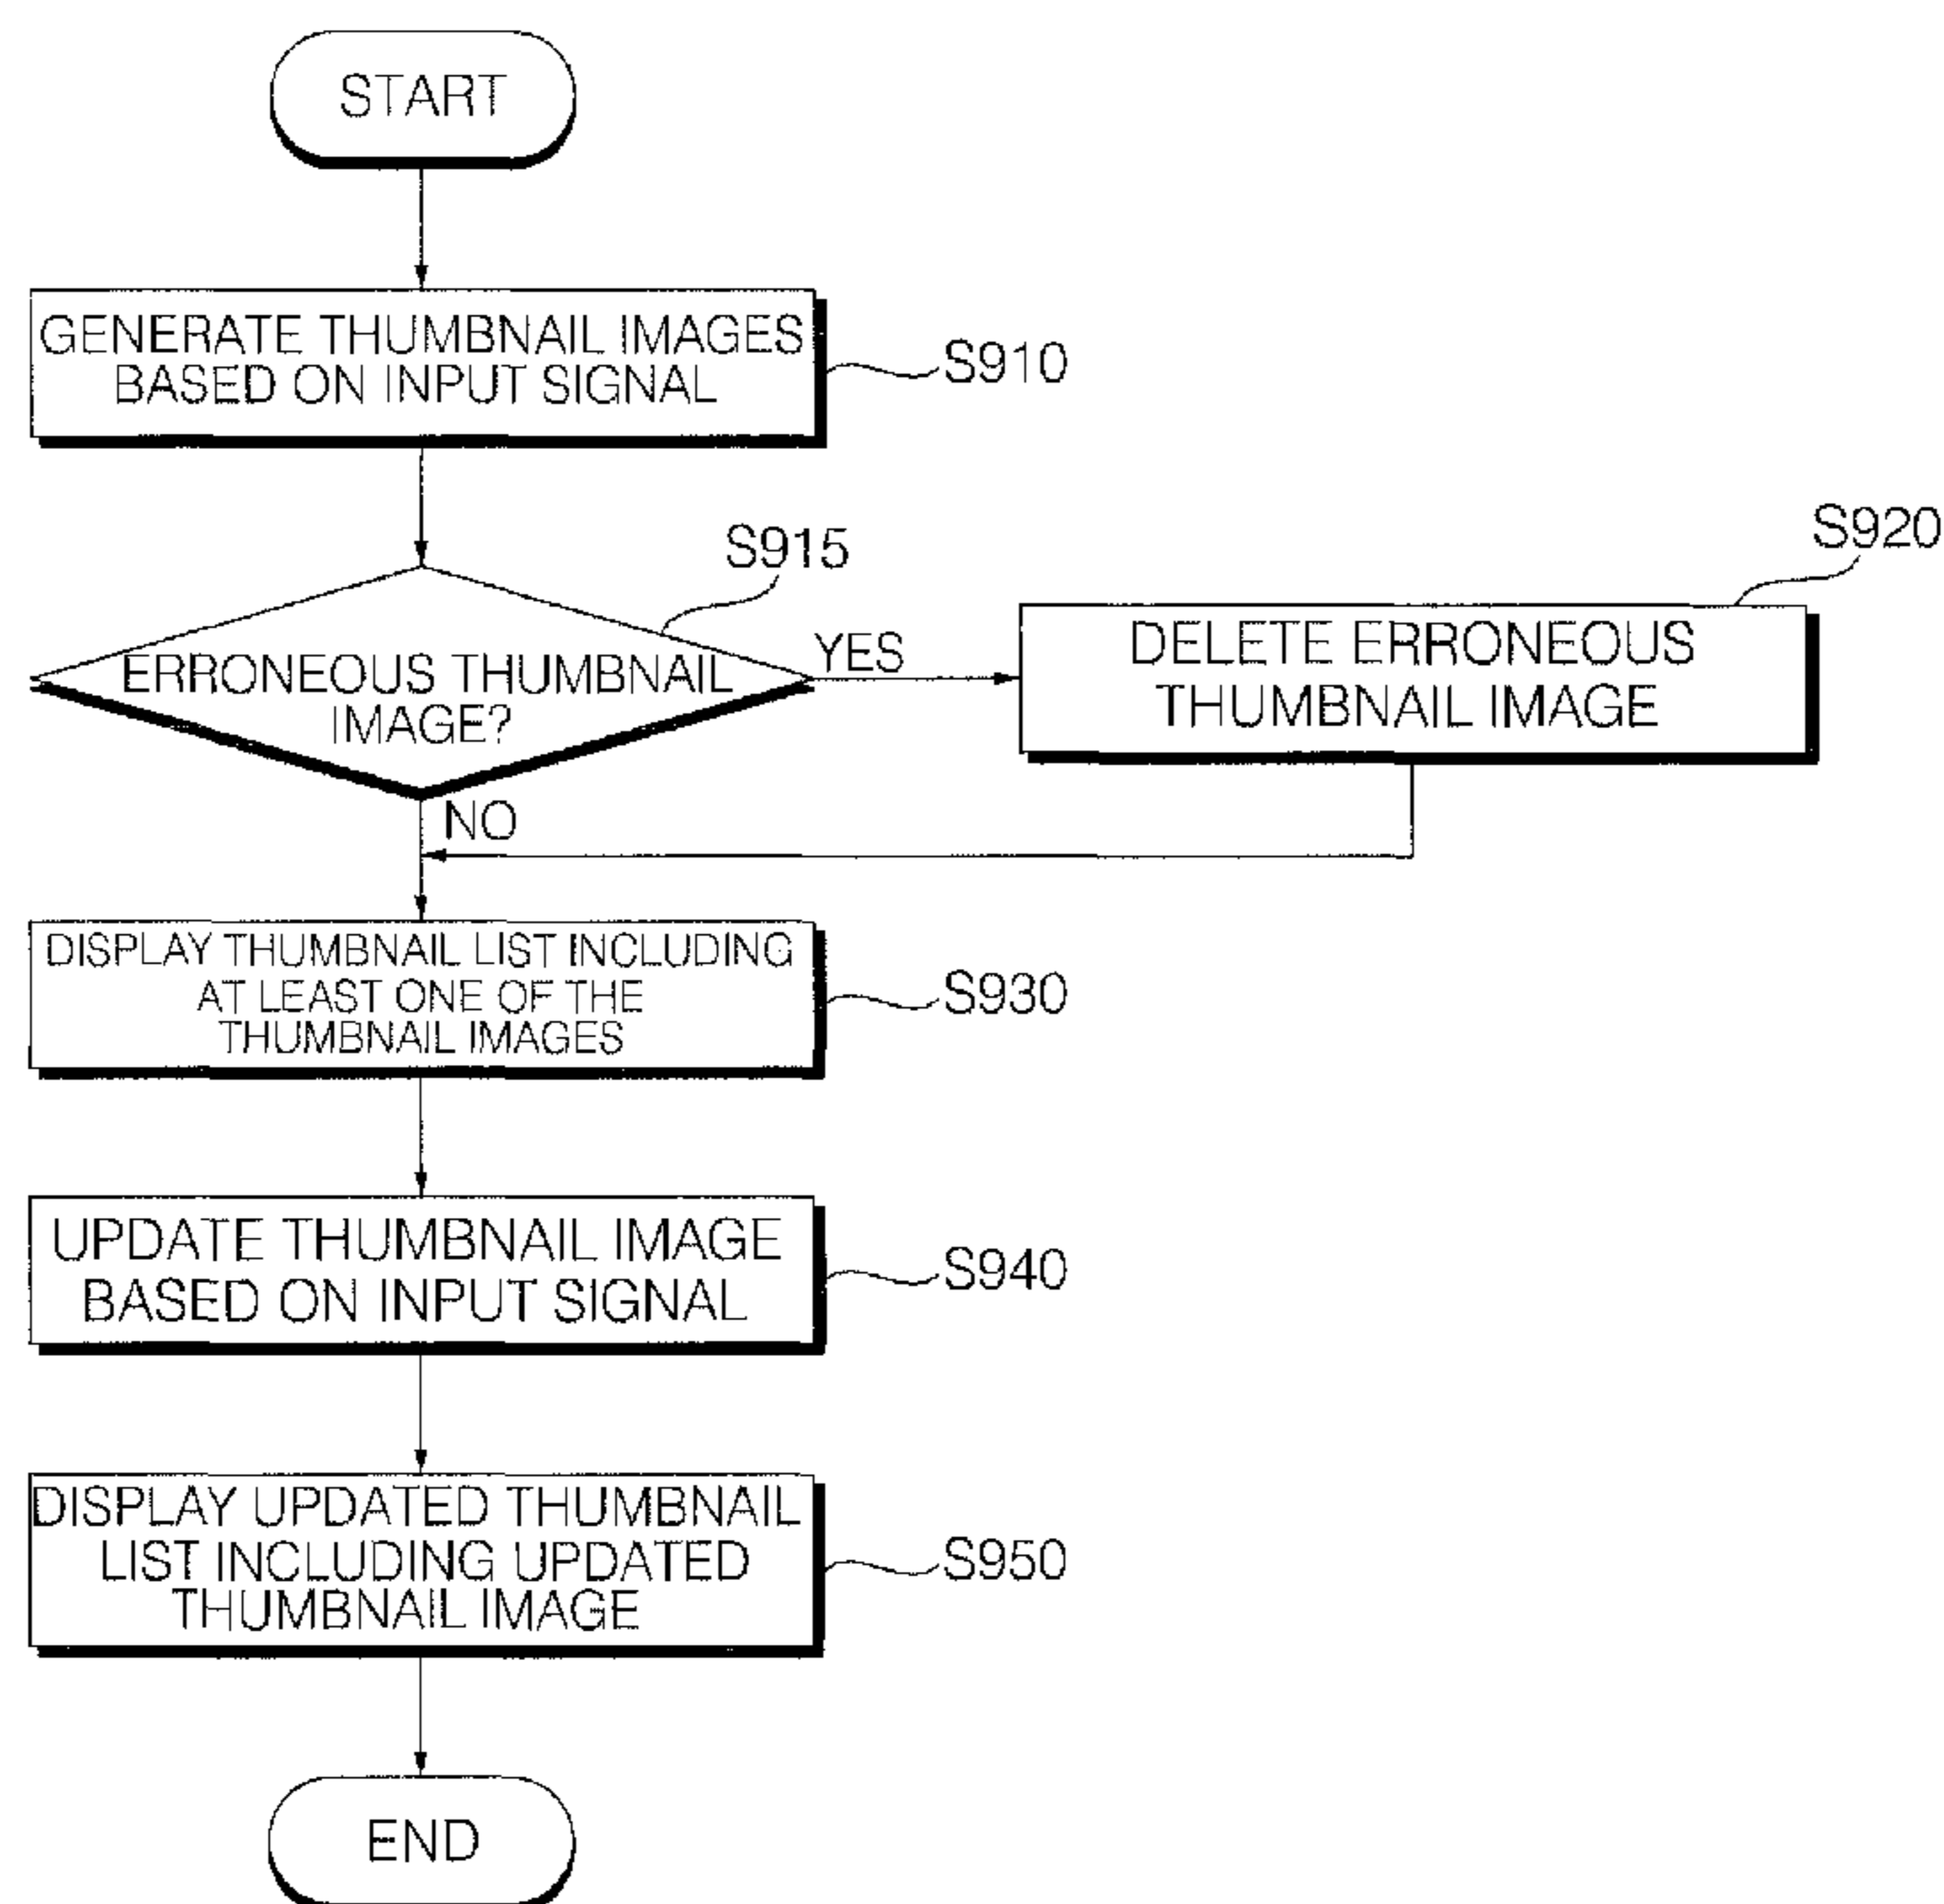 START
GENERATE THUMBNAIL IMAGES
BASED ON INPUT SIGNAL
S910
S915
S920
ERRONEOUS THUMBNAIL
IMAGE?
YES
DELETE ERRONEOUS
THUMBNAIL IMAGE
NO
DISPLAY THUMBNAIL LIST INCLUDING
AT LEAST ONE OF THE
THUMBNAIL IMAGES
S930
UPDATE THUMBNAIL IMAGE
BASED ON INPUT SIGNAL
S940
DISPLAY UPDATED THUMBNAIL
LIST INCLUDING UPDATED
THUMBNAIL IMAGE
S950
END